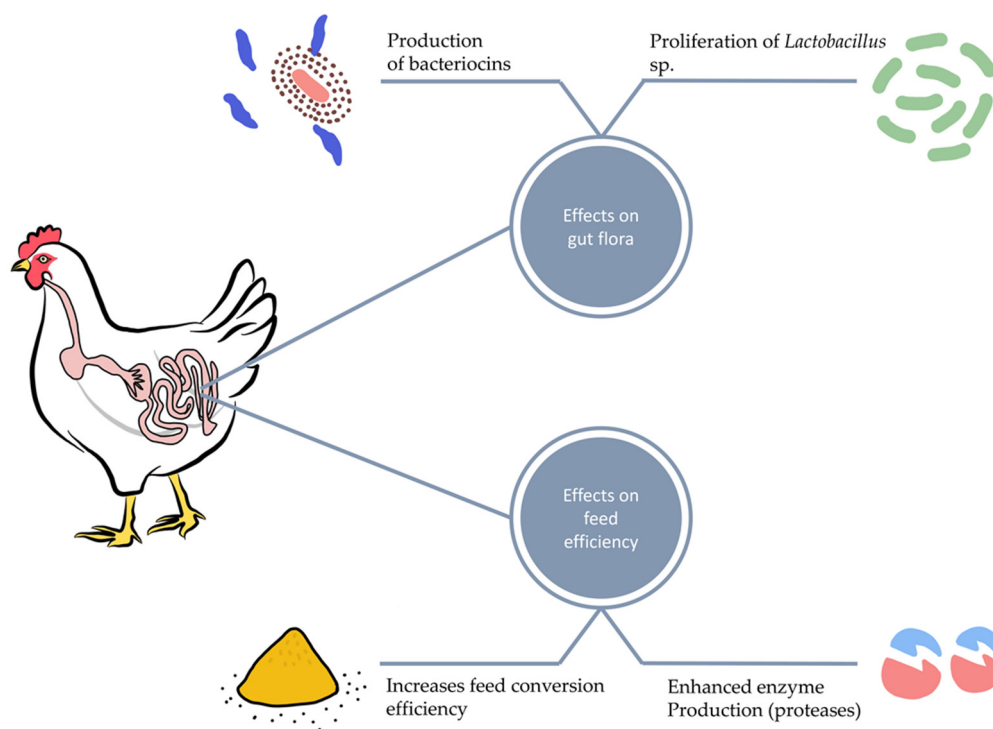 Production
of bacteriocins
Proliferation of Lactobacillus
sp.
Effects on
gut flora
Effects on
feed
efficiency
Increases feed conversion
efficiency
Enhanced enzyme
Production (proteases)